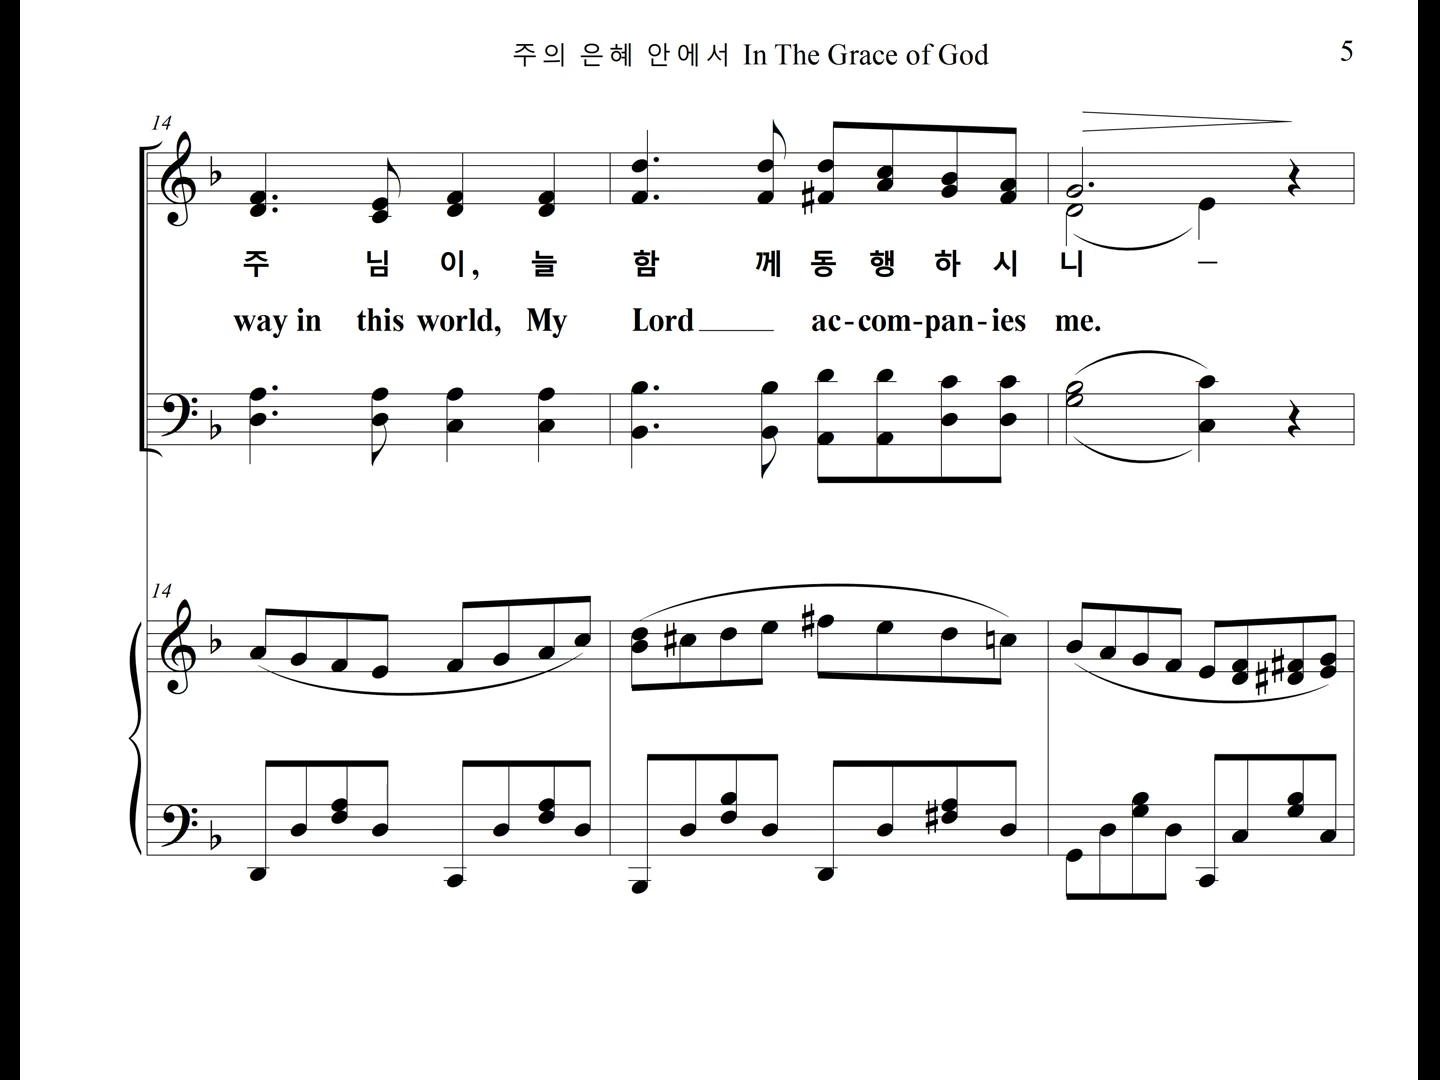 주의 은혜 안에서 In The Grace of God
5
14
주 님 이, 늘 함 께 동 행 하 시 니 –
way in this world, My Lord____ ac-com-pan-ies me.
14